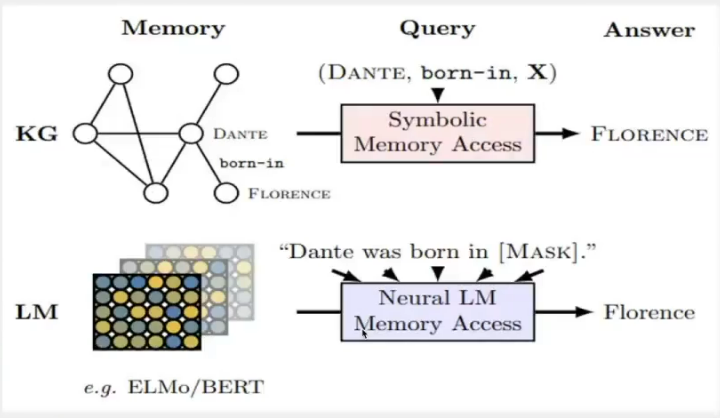 Memory Query Answer
(DANTE, born-in, X)
KG DANTE Symbolic Memory Access FLORENCE
born-in
FLORENCE
“Dante was born in [MASK].”
LM Neural LM Memory Access Florence
e.g. ELMo/BERT